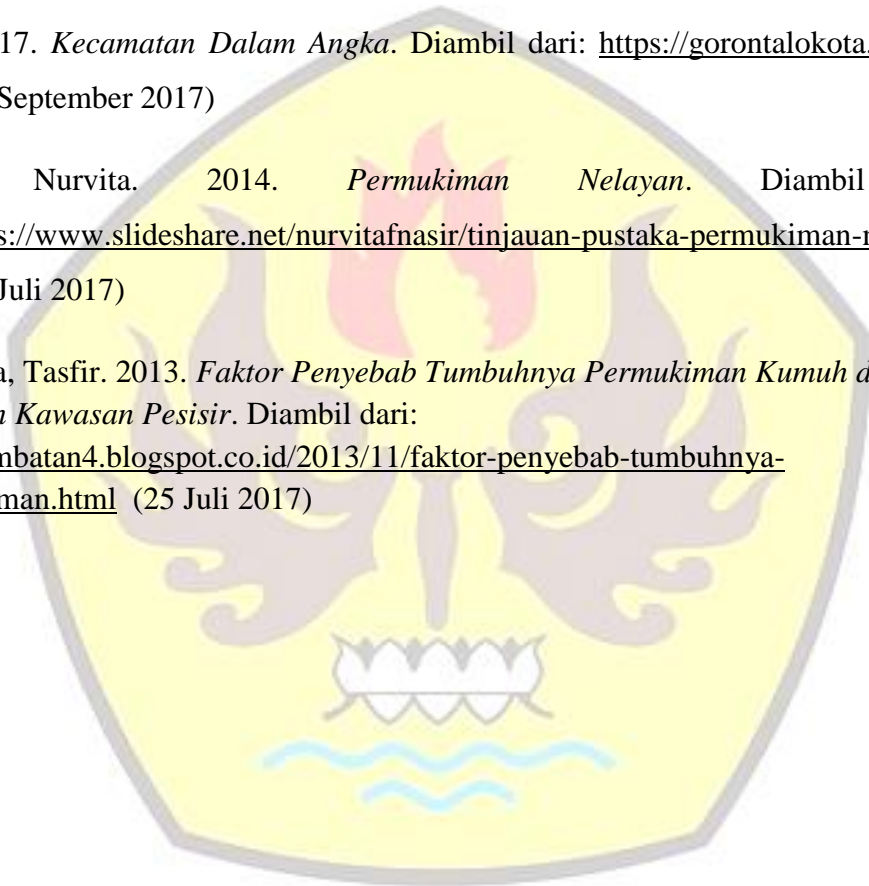 17. Kecamatan Dalam Angka. Diambil dari: https://gorontalokota.
September 2017)
Nurvita. 2014. Permukiman Nelayan. Diambil
s://www.slideshare.net/nurvitafnasir/tinjauan-pustaka-permukiman-
Juli 2017)
a, Tasfir. 2013. Faktor Penyebab Tumbuhnya Permukiman Kumuh d
n Kawasan Pesisir. Diambil dari:
mbatan4.blogspot.co.id/2013/11/faktor-penyebab-tumbuhnya-
man.html (25 Juli 2017)